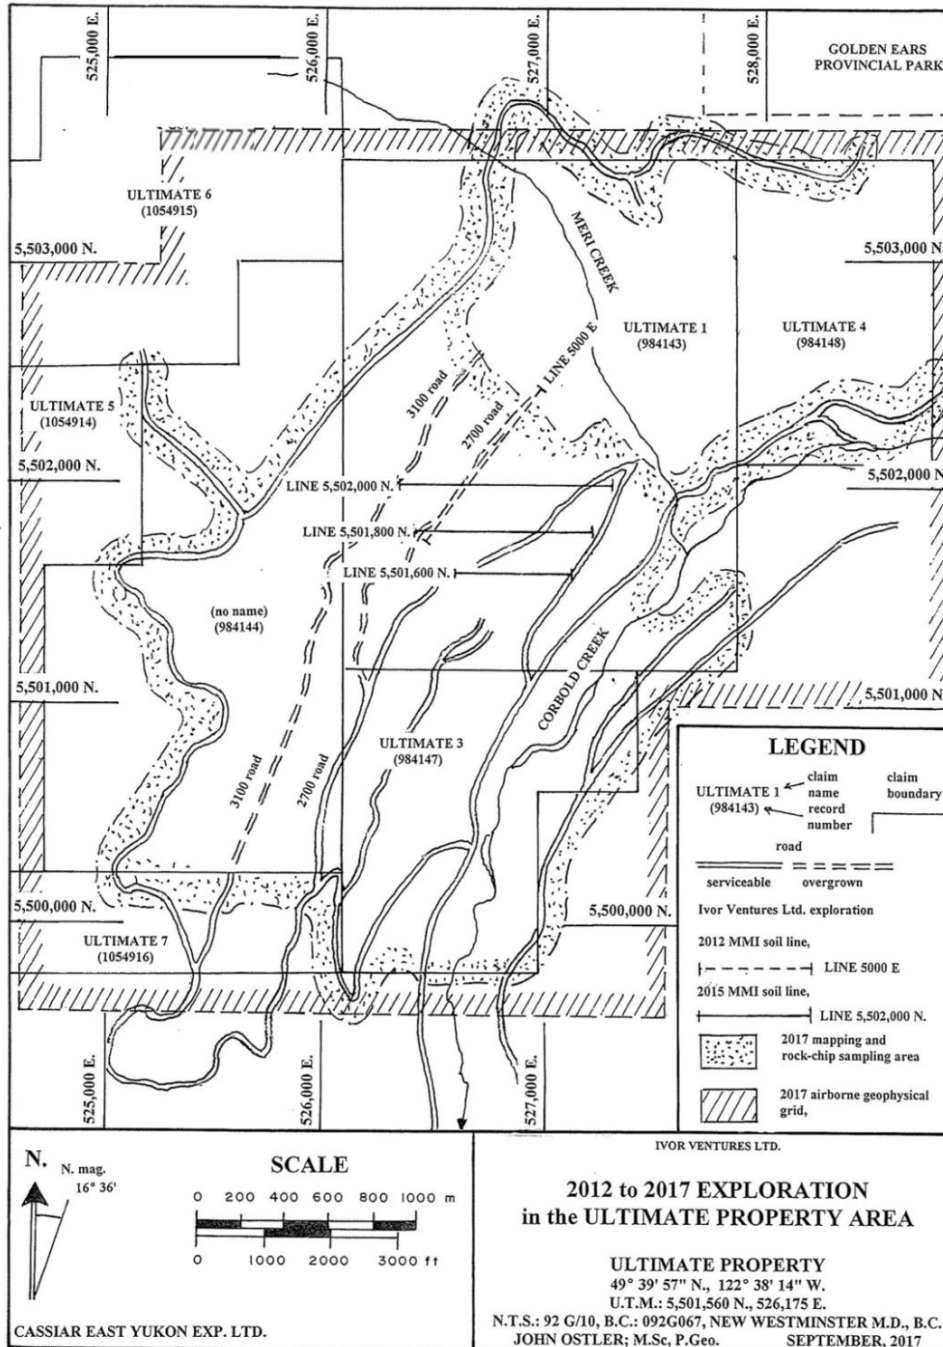 525,000 E.
526,000 E.
527,000 E.
528,000 E.
GOLDEN EARS
PROVINCIAL PARK
ULTIMATE 6
(1054915)
5,503,000 N.
5,503,000 N.
MERI CREEK
ULTIMATE 1
(984143)
ULTIMATE 4
(984148)
LINE 5000 E
3100 road
2700 road
ULTIMATE 5
(1054914)
5,502,000 N.
5,502,000 N.
LINE 5,502,000 N.
LINE 5,501,800 N.
LINE 5,501,600 N.
(no name)
(984144)
5,501,000 N.
5,501,000 N.
CORBOLD CREEK
ULTIMATE 3
(984147)
3100 road
2700 road
5,500,000 N.
5,500,000 N.
ULTIMATE 7
(1054916)
525,000 E.
526,000 E.
527,000 E.
LEGEND
ULTIMATE 1
(984143)
claim
name
record
number
claim
boundary
road
serviceable overgrown
Ivor Ventures Ltd. exploration
2012 MMI soil line,
LINE 5000 E
2015 MMI soil line,
LINE 5,502,000 N.
2017 mapping and
rock-chip sampling area
2017 airborne geophysical
grid,
N.
N. mag.
16° 36'
SCALE
0 200 400 600 800 1000 m
0 1000 2000 3000 ft
CASSIAR EAST YUKON EXP. LTD.
IVOR VENTURES LTD.
2012 to 2017 EXPLORATION
in the ULTIMATE PROPERTY AREA
ULTIMATE PROPERTY
49° 39' 57" N., 122° 38' 14" W.
U.T.M.: 5,501,560 N., 526,175 E.
N.T.S.: 92 G/10, B.C.: 092G067, NEW WESTMINSTER M.D., B.C.
JOHN OSTLER; M.Sc, P.Geo. SEPTEMBER, 2017